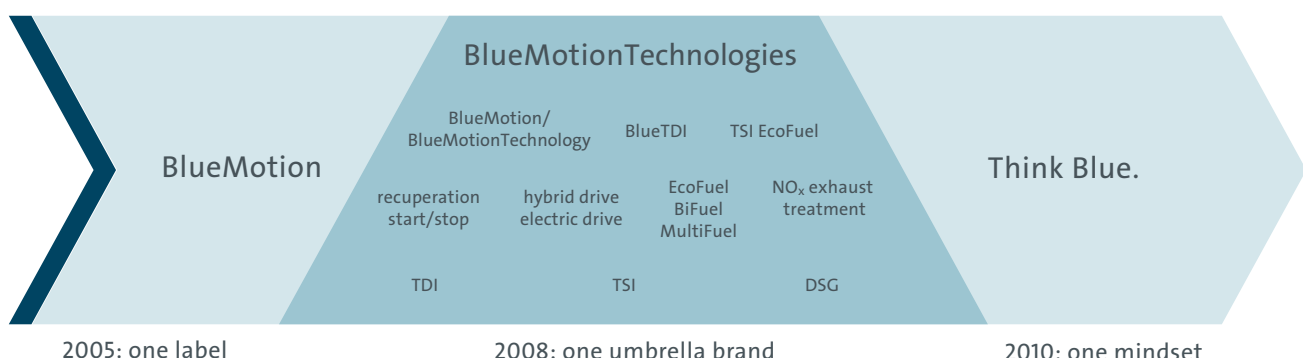 BlueMotionTechnologies
BlueMotion/
BlueMotionTechnology
BlueTDI
TSI EcoFuel
BlueMotion
Think Blue.
recuperation
start/stop
hybrid drive
electric drive
EcoFuel
BiFuel
MultiFuel
NOx exhaust
treatment
TDI
TSI
DSG
2005: one label
2008: one umbrella brand
2010: one mindset